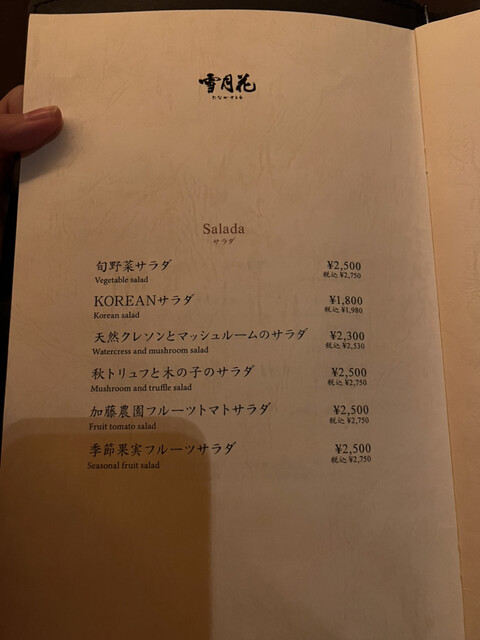 雪月花
たなかさとる
Salada
サラダ
旬野菜サラダ ¥2,500
Vegetable salad 税込 ¥2,750
KOREANサラダ ¥1,800
Korean salad 税込 ¥1,980
天然クレソンとマッシュルームのサラダ ¥2,300
Watercress and mushroom salad 税込 ¥2,530
秋トリュフと木の子のサラダ ¥2,500
Mushroom and truffle salad 税込 ¥2,750
加藤農園フルーツトマトサラダ ¥2,500
Fruit tomato salad 税込 ¥2,750
季節果実フルーツサラダ ¥2,500
Seasonal fruit salad 税込 ¥2,750